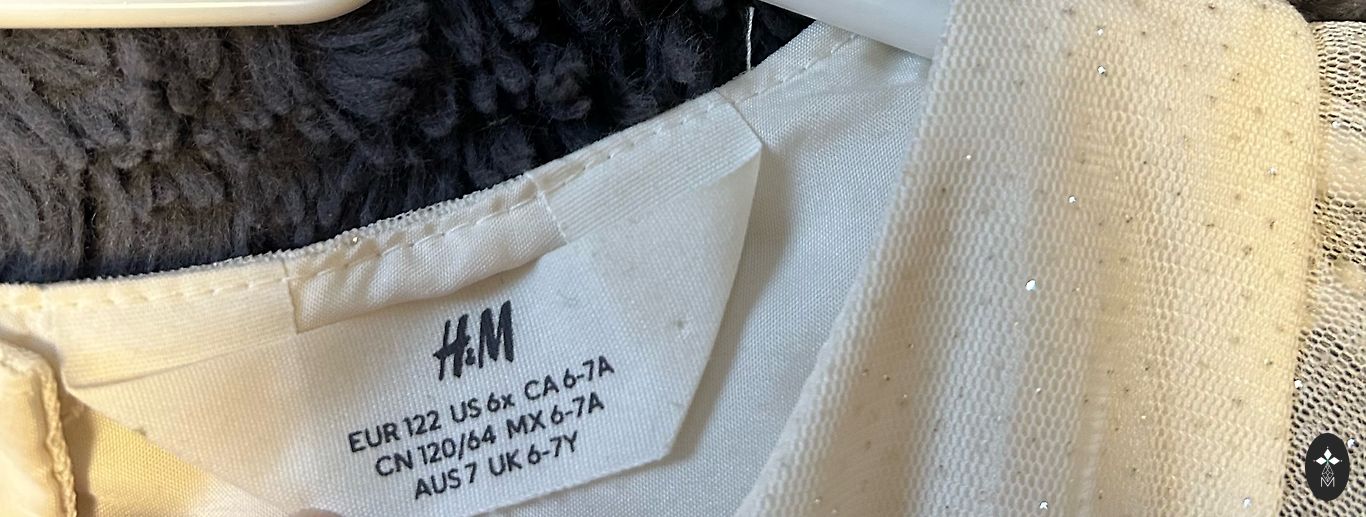 H&M
EUR 122 US 6x CA 6-7A
CN 120/64 MX 6-7A
AUS 7 UK 6-7Y
M